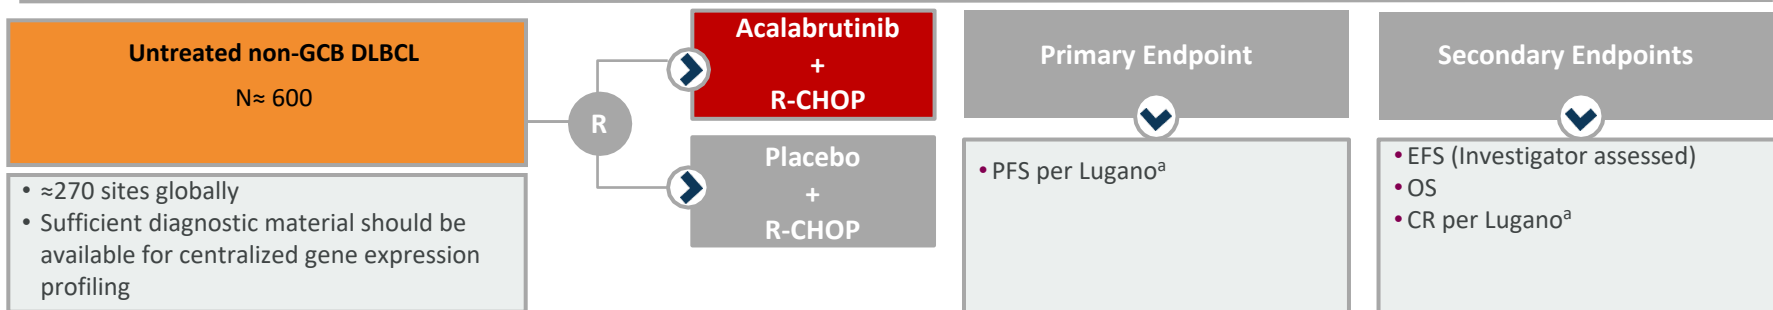 Untreated non-GCB DLBCL
N≈ 600
• ≈270 sites globally
• Sufficient diagnostic material should be
available for centralized gene expression
profiling
R
Acalabrutinib
+
R-CHOP
Placebo
+
R-CHOP
Primary Endpoint
• PFS per Luganoᵃ
Secondary Endpoints
• EFS (Investigator assessed)
• OS
• CR per Luganoᵃ